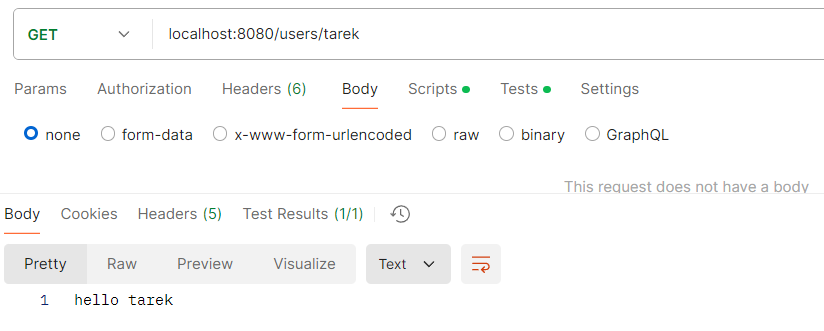 GET localhost:8080/users/tarek
Params Authorization Headers (6) Body Scripts Tests Settings
none form-data x-www-form-urlencoded raw binary GraphQL
This request does not have a body
Body Cookies Headers (5) Test Results (1/1)
Pretty Raw Preview Visualize Text
1 hello tarek